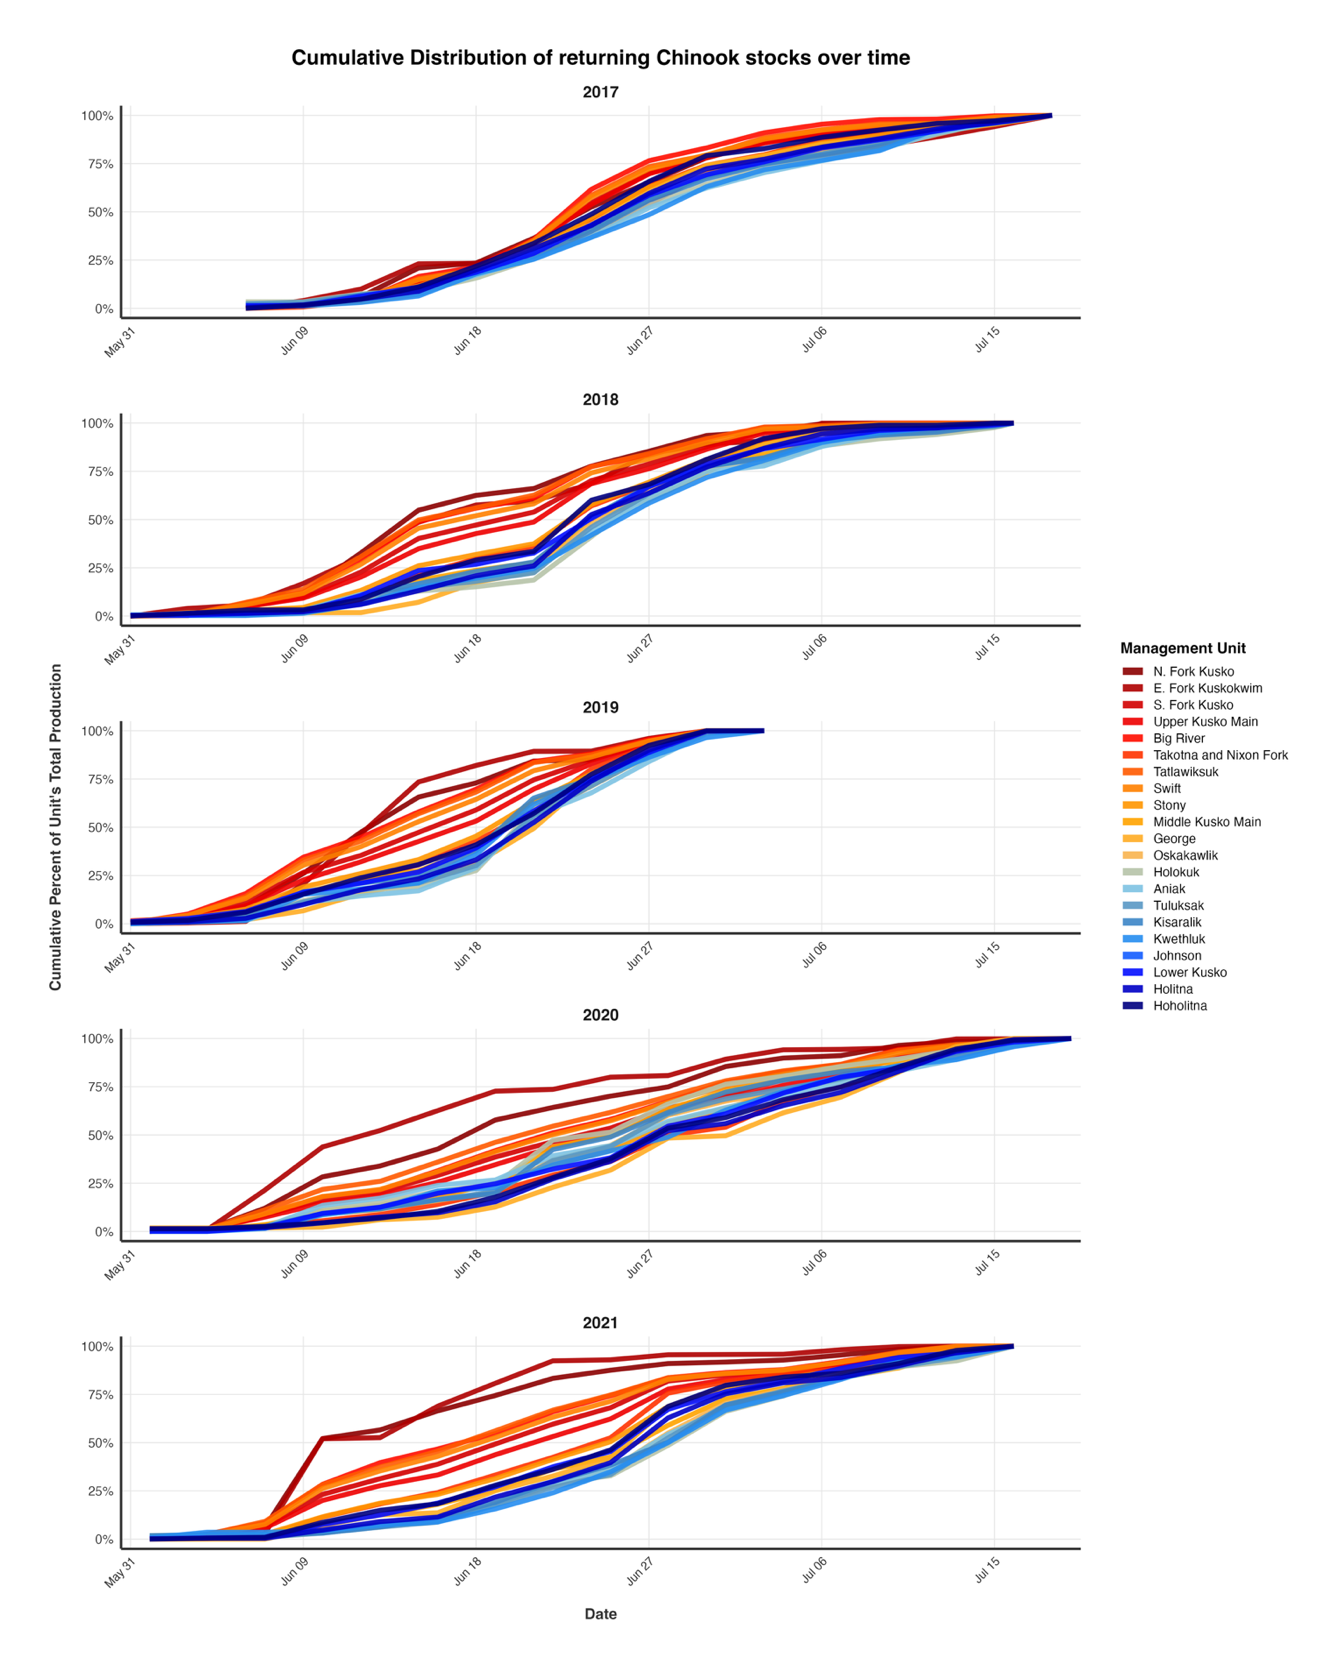 Cumulative Distribution of returning Chinook stocks over time
2017
100%
75%
50%
25%
0%
May 31
Jun 09
Jun 18
Jun 27
Jul 06
Jul 15
2018
100%
75%
50%
25%
0%
May 31
Jun 09
Jun 18
Jun 27
Jul 06
Jul 15
2019
100%
75%
50%
25%
0%
May 31
Jun 09
Jun 18
Jun 27
Jul 06
Jul 15
2020
100%
75%
50%
25%
0%
May 31
Jun 09
Jun 18
Jun 27
Jul 06
Jul 15
2021
100%
75%
50%
25%
0%
May 31
Jun 09
Jun 18
Jun 27
Jul 06
Jul 15
Date
Cumulative Percent of Unit's Total Production
Management Unit
N. Fork Kusko
E. Fork Kuskokwim
S. Fork Kusko
Upper Kusko Main
Big River
Takotna and Nixon Fork
Tatlawiksuk
Swift
Stony
Middle Kusko Main
George
Oskakawlik
Holokuk
Aniak
Tuluksak
Kisaralik
Kwethluk
Johnson
Lower Kusko
Holitna
Hoholitna